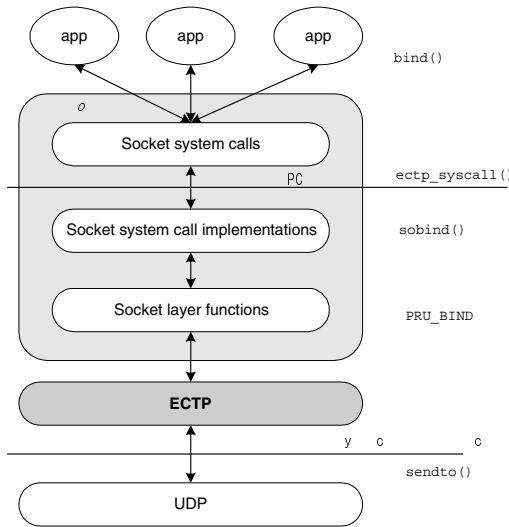 app app app
bind()
o
Socket system calls
PC
ectp_syscall()
Socket system call implementations
sobind()
Socket layer functions
PRU_BIND
ECTP
y c c
sendto()
UDP